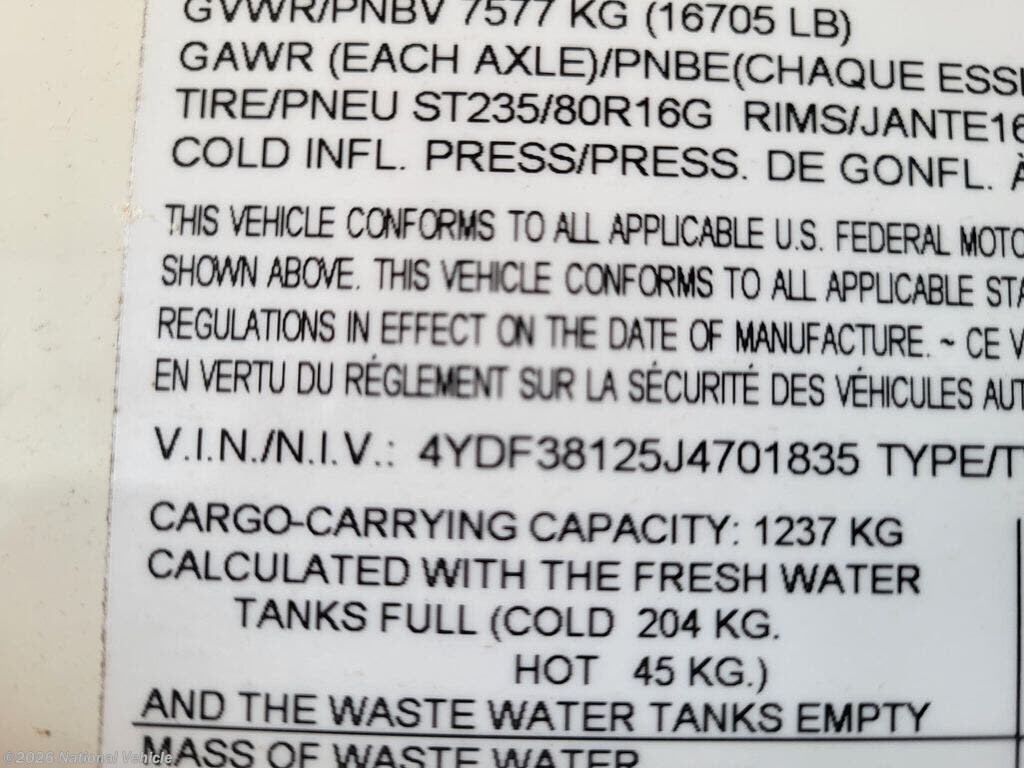 GVWR/PNBV 7577 KG (16705 LB)
GAWR (EACH AXLE)/PNBE(CHAQUE ESSI
TIRE/PNEU ST235/80R16G RIMS/JANTE16
COLD INFL. PRESS/PRESS. DE GONFL. À
THIS VEHICLE CONFORMS TO ALL APPLICABLE U.S. FEDERAL MOTO
SHOWN ABOVE. THIS VEHICLE CONFORMS TO ALL APPLICABLE STA
REGULATIONS IN EFFECT ON THE DATE OF MANUFACTURE. ~ CE V
EN VERTU DU RÉGLEMENT SUR LA SÉCURITÉ DES VÉHICULES AUT
V.I.N./N.I.V.: 4YDF38125J4701835 TYPE/TY
CARGO-CARRYING CAPACITY: 1237 KG
CALCULATED WITH THE FRESH WATER
TANKS FULL (COLD 204 KG.
HOT 45 KG.)
AND THE WASTE WATER TANKS EMPTY
MASS OF WASTE WATER
©2026 National Vehicle